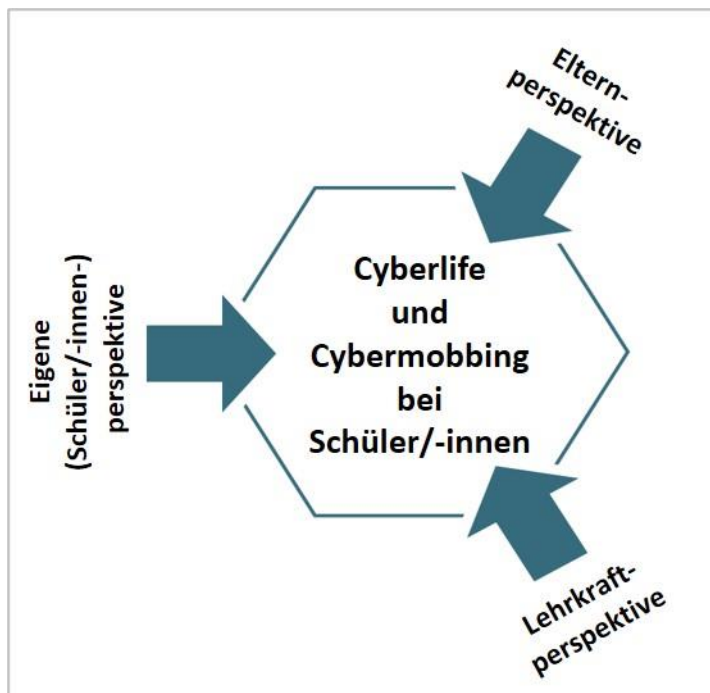 Eltern-
perspektive
Cyberlife
und
Cybermobbing
bei
Schüler/-innen
Eigene
(Schüler/-innen-)
perspektive
Lehrkraft-
perspektive